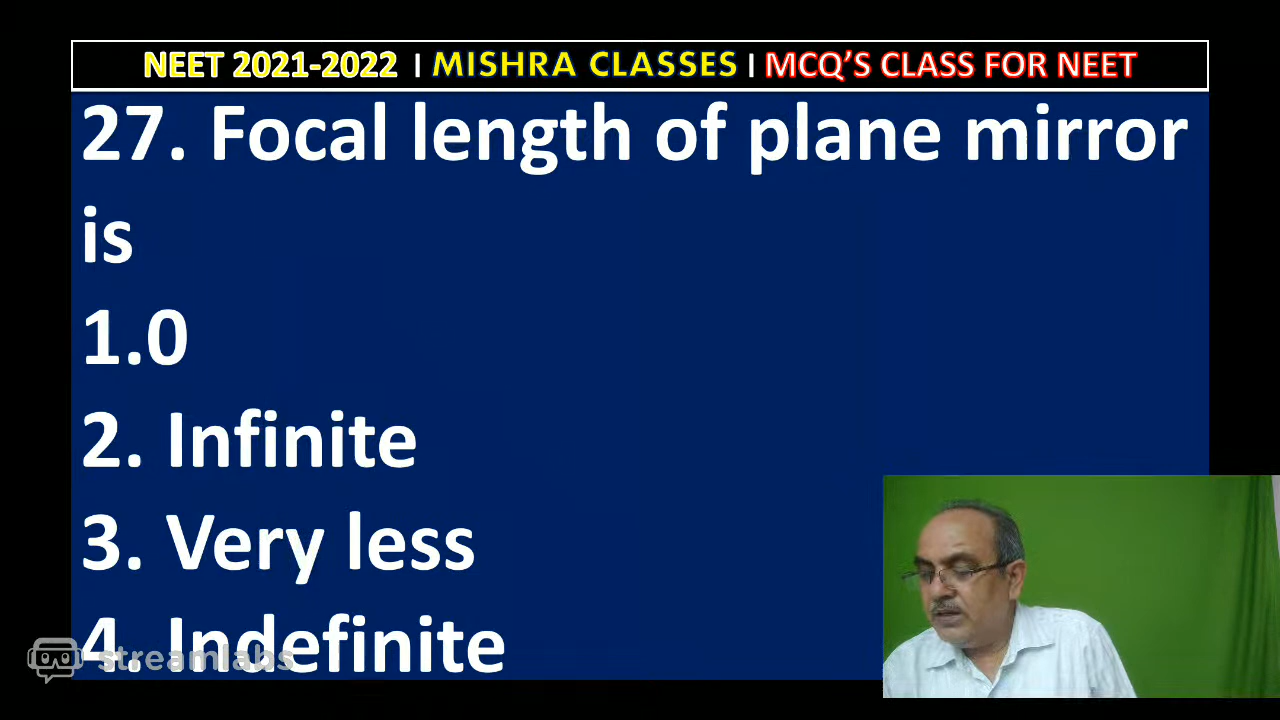 NEET 2021-2022 | MISHRA CLASSES | MCQ'S CLASS FOR NEET
27. Focal length of plane mirror
is
1.0
2. Infinite
3. Very less
4. Indefinite
streamlabs